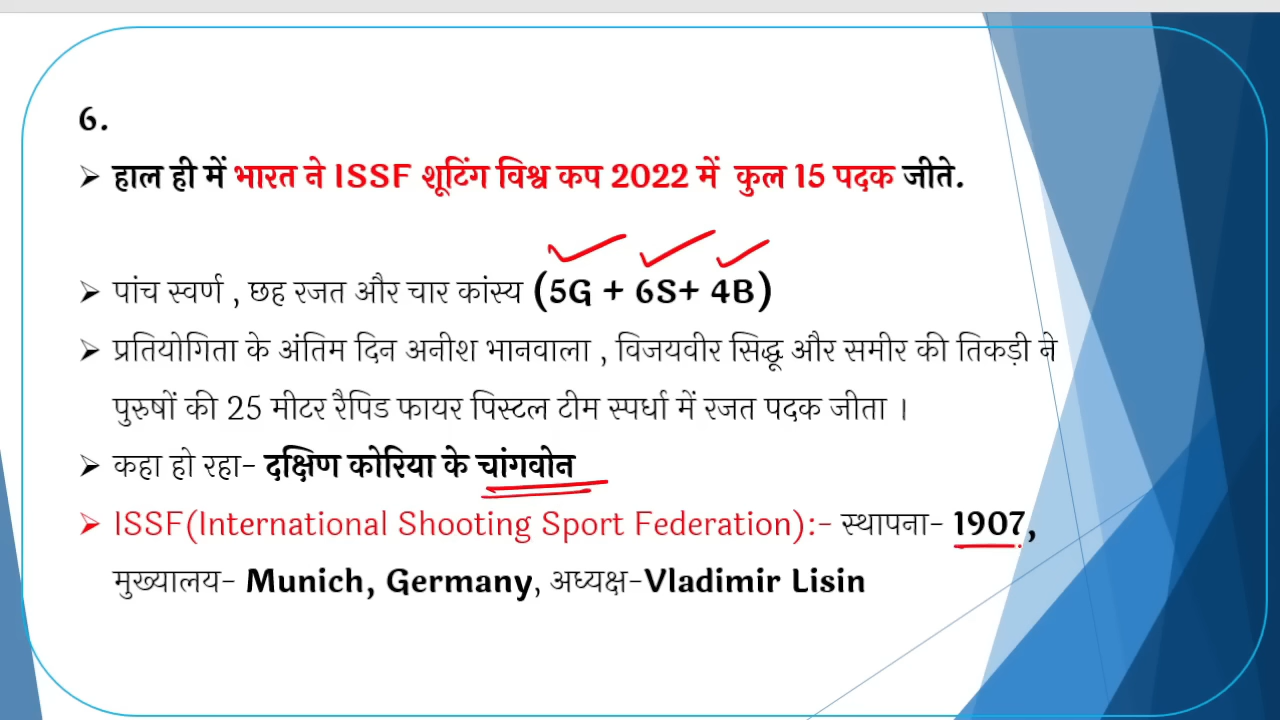 6.
➢ हाल ही में भारत ने ISSF शूटिंग विश्व कप 2022 में कुल 15 पदक जीते.
➢ पांच स्वर्ण , छह रजत और चार कांस्य (5G + 6S+ 4B)
➢ प्रतियोगिता के अंतिम दिन अनीश भानवाला , विजयवीर सिद्धू और समीर की तिकड़ी ने
पुरुषों की 25 मीटर रैपिड फायर पिस्टल टीम स्पर्धा में रजत पदक जीता ।
➢ कहा हो रहा- दक्षिण कोरिया के चांगवोन
➢ ISSF(International Shooting Sport Federation):- स्थापना- 1907,
मुख्यालय- Munich, Germany, अध्यक्ष-Vladimir Lisin